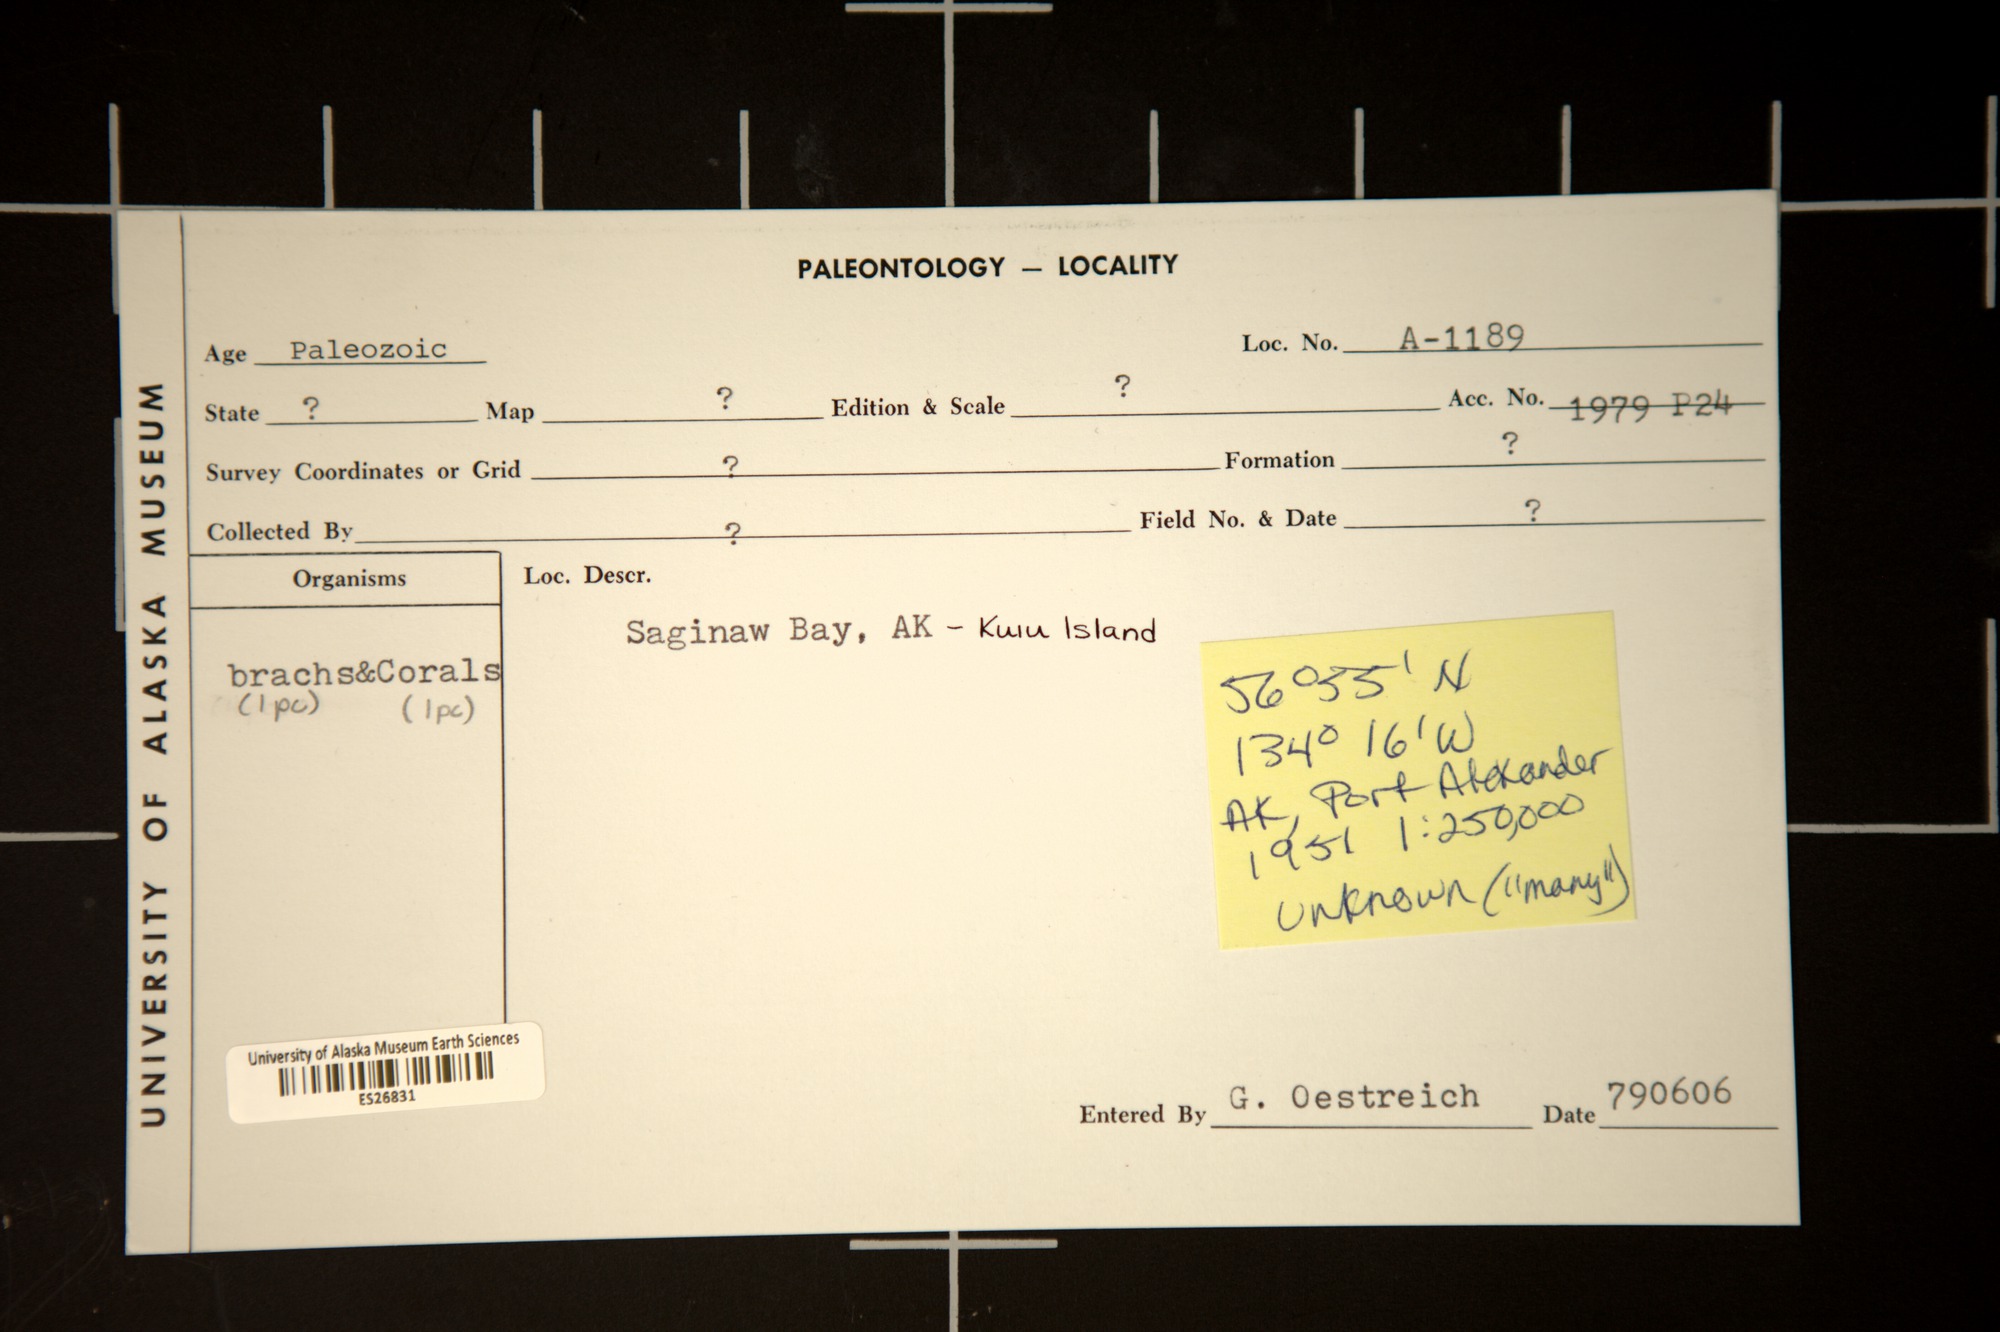 UNIVERSITY OF ALASKA MUSEUM
PALEONTOLOGY — LOCALITY
Age Paleozoic Loc. No. A-1189
State ? Map ? Edition & Scale ? Acc. No. 1979 P24
Survey Coordinates or Grid ? Formation ?
Collected By ? Field No. & Date ?
Organisms
brachs&Corals
(1pc) (1pc)
Loc. Descr.
Saginaw Bay, AK - Kuiu Island
56°55' N
134° 16' W
AK, Port Alexander
1951 1:250,000
unknown ("many")
University of Alaska Museum Earth Sciences
ES26831
Entered By G. Oestreich Date 790606